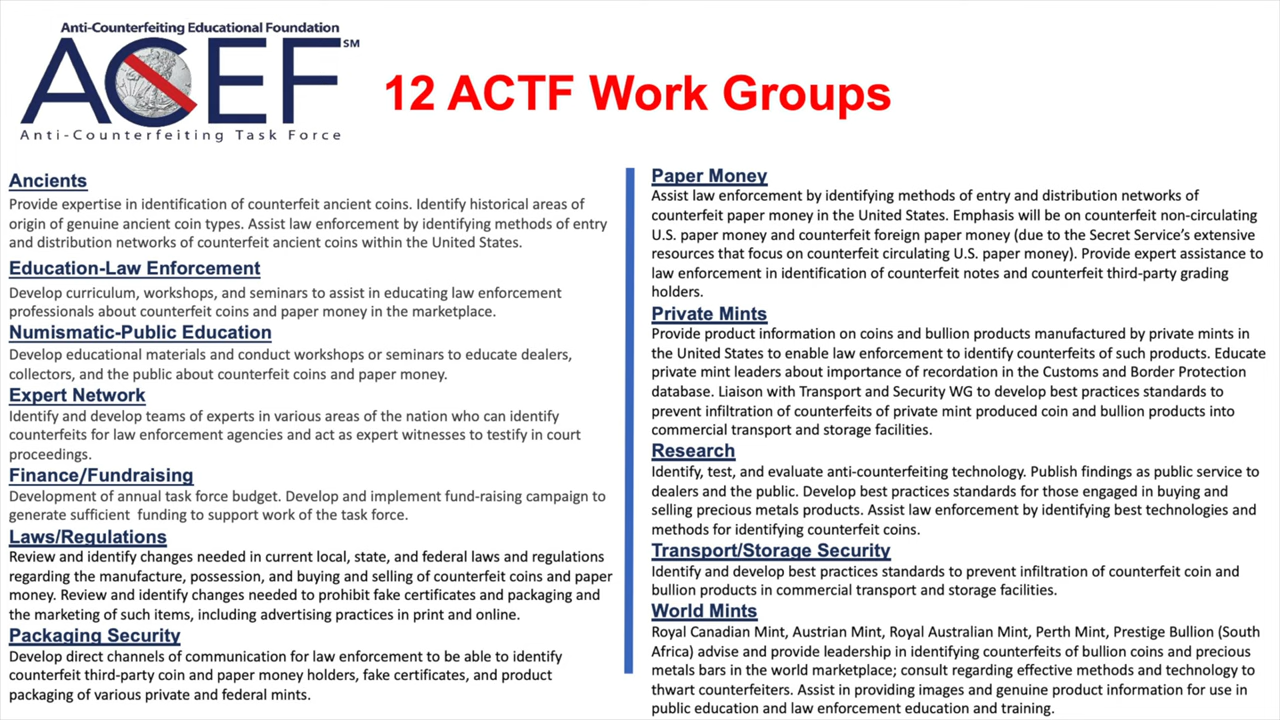 Anti-Counterfeiting Educational Foundation
ACEF SM
Anti-Counterfeiting Task Force
12 ACTF Work Groups
Ancients
Provide expertise in identification of counterfeit ancient coins. Identify historical areas of
origin of genuine ancient coin types. Assist law enforcement by identifying methods of entry
and distribution networks of counterfeit ancient coins within the United States.
Education-Law Enforcement
Develop curriculum, workshops, and seminars to assist in educating law enforcement
professionals about counterfeit coins and paper money in the marketplace.
Numismatic-Public Education
Develop educational materials and conduct workshops or seminars to educate dealers,
collectors, and the public about counterfeit coins and paper money.
Expert Network
Identify and develop teams of experts in various areas of the nation who can identify
counterfeits for law enforcement agencies and act as expert witnesses to testify in court
proceedings.
Finance/Fundraising
Development of annual task force budget. Develop and implement fund-raising campaign to
generate sufficient funding to support work of the task force.
Laws/Regulations
Review and identify changes needed in current local, state, and federal laws and regulations
regarding the manufacture, possession, and buying and selling of counterfeit coins and paper
money. Review and identify changes needed to prohibit fake certificates and packaging and
the marketing of such items, including advertising practices in print and online.
Packaging Security
Develop direct channels of communication for law enforcement to be able to identify
counterfeit third-party coin and paper money holders, fake certificates, and product
packaging of various private and federal mints.
Paper Money
Assist law enforcement by identifying methods of entry and distribution networks of
counterfeit paper money in the United States. Emphasis will be on counterfeit non-circulating
U.S. paper money and counterfeit foreign paper money (due to the Secret Service's extensive
resources that focus on counterfeit circulating U.S. paper money). Provide expert assistance to
law enforcement in identification of counterfeit notes and counterfeit third-party grading
holders.
Private Mints
Provide product information on coins and bullion products manufactured by private mints in
the United States to enable law enforcement to identify counterfeits of such products. Educate
private mint leaders about importance of recordation in the Customs and Border Protection
database. Liaison with Transport and Security WG to develop best practices standards to
prevent infiltration of counterfeits of private mint produced coin and bullion products into
commercial transport and storage facilities.
Research
Identify, test, and evaluate anti-counterfeiting technology. Publish findings as public service to
dealers and the public. Develop best practices standards for those engaged in buying and
selling precious metals products. Assist law enforcement by identifying best technologies and
methods for identifying counterfeit coins.
Transport/Storage Security
Identify and develop best practices standards to prevent infiltration of counterfeit coin and
bullion products in commercial transport and storage facilities.
World Mints
Royal Canadian Mint, Austrian Mint, Royal Australian Mint, Perth Mint, Prestige Bullion (South
Africa) advise and provide leadership in identifying counterfeits of bullion coins and precious
metals bars in the world marketplace; consult regarding effective methods and technology to
thwart counterfeiters. Assist in providing images and genuine product information for use in
public education and law enforcement education and training.